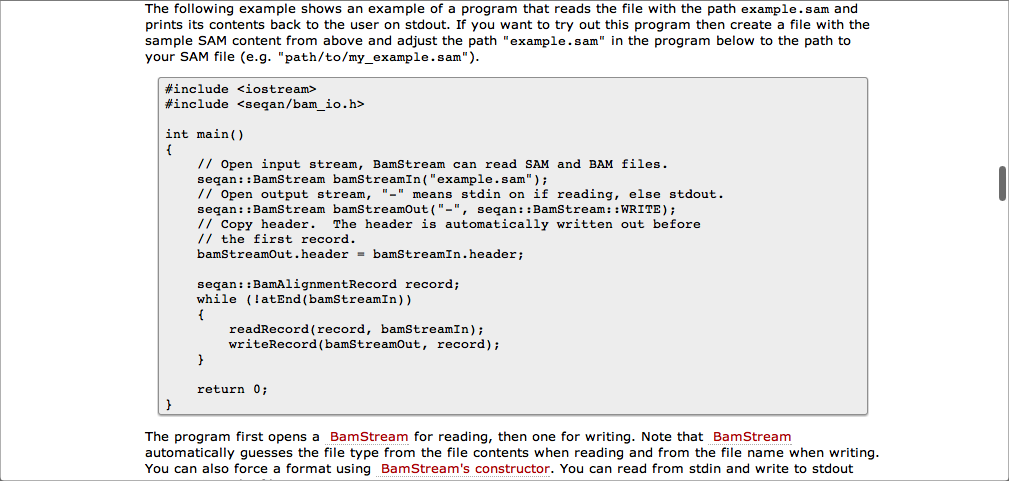 The following example shows an example of a program that reads the file with the path example.sam and
prints its contents back to the user on stdout. If you want to try out this program then create a file with the
sample SAM content from above and adjust the path "example.sam" in the program below to the path to
your SAM file (e.g. "path/to/my_example.sam").
#include <iostream>
#include <seqan/bam_io.h>
int main()
{
// Open input stream, BamStream can read SAM and BAM files.
seqan::BamStream bamStreamIn("example.sam");
// Open output stream, "-" means stdin on if reading, else stdout.
seqan::BamStream bamStreamOut("-", seqan::BamStream::WRITE);
// Copy header.  The header is automatically written out before
// the first record.
bamStreamOut.header = bamStreamIn.header;
seqan::BamAlignmentRecord record;
while (!atEnd(bamStreamIn))
{
readRecord(record, bamStreamIn);
writeRecord(bamStreamOut, record);
}
return 0;
}
The program first opens a BamStream for reading, then one for writing. Note that BamStream
automatically guesses the file type from the file contents when reading and from the file name when writing.
You can also force a format using BamStream's constructor. You can read from stdin and write to stdout